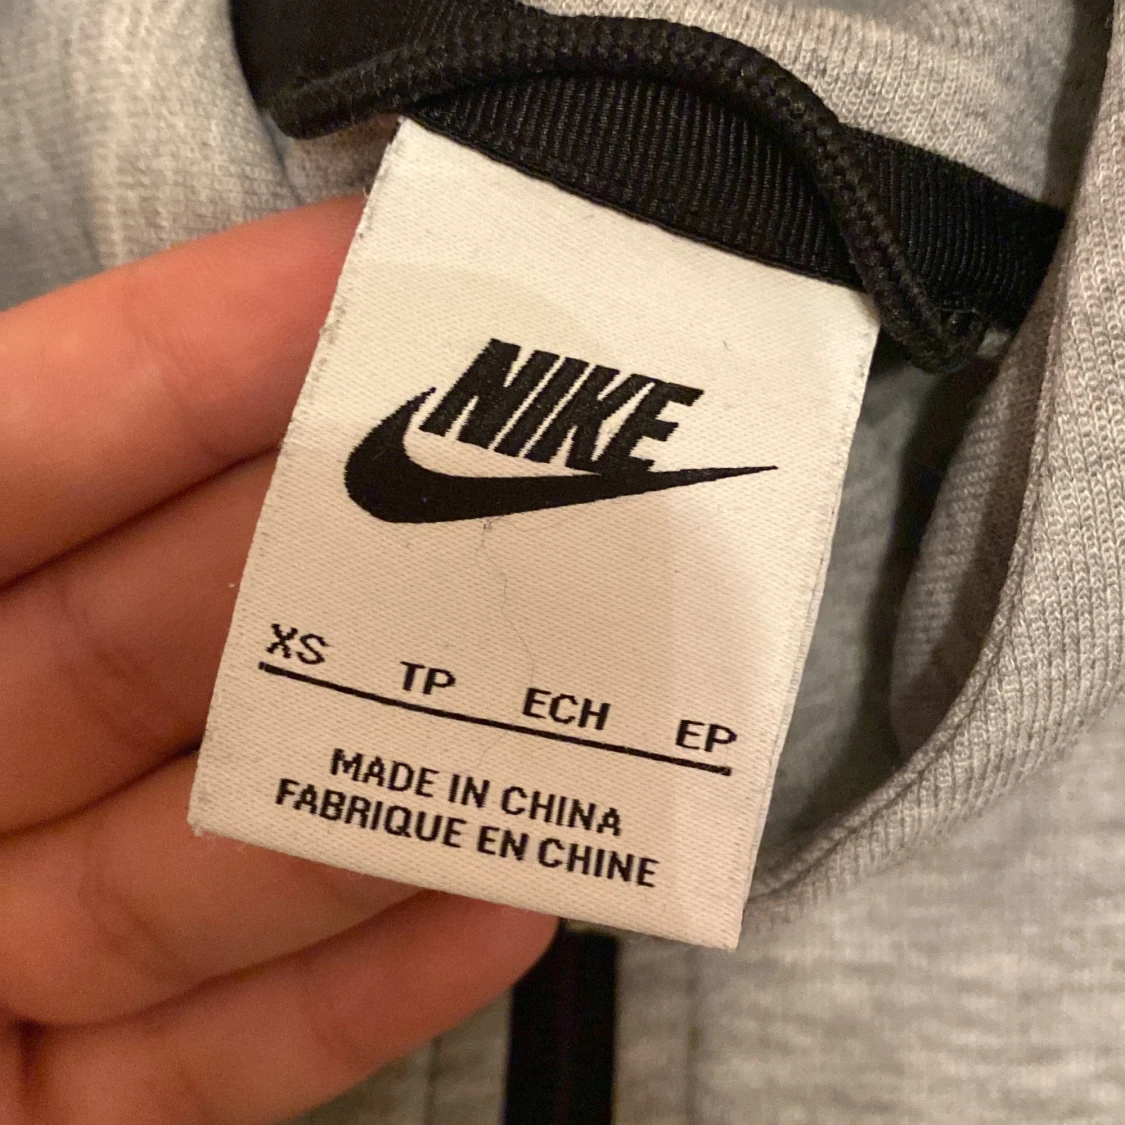 NIKE
XS TP ECH EP
MADE IN CHINA
FABRIQUE EN CHINE